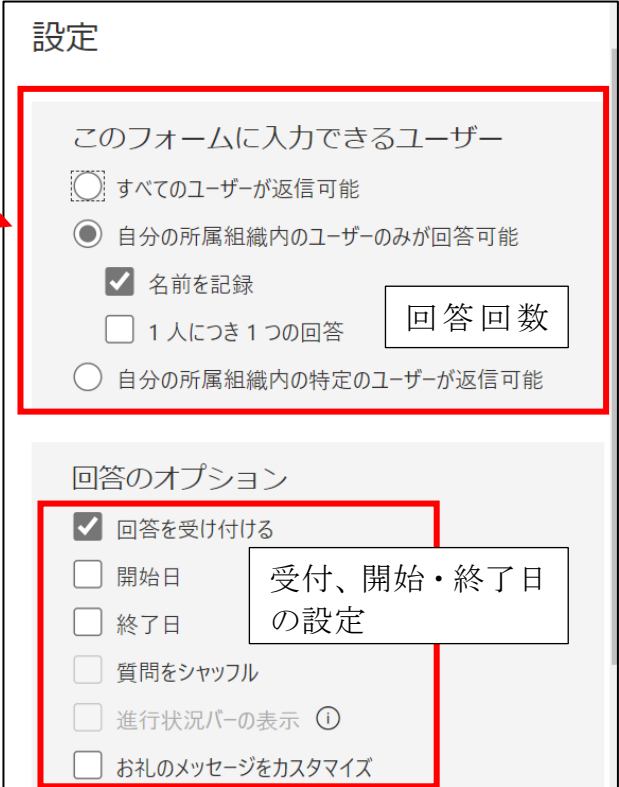 設定
このフォームに入力できるユーザー
すべてのユーザーが返信可能
自分の所属組織内のユーザーのみが回答可能
名前を記録
1 人につき 1 つの回答
回答回数
自分の所属組織内の特定のユーザーが返信可能
回答のオプション
回答を受け付ける
開始日
受付、開始・終了日
の設定
終了日
質問をシャッフル
進行状況バーの表示
お礼のメッセージをカスタマイズ